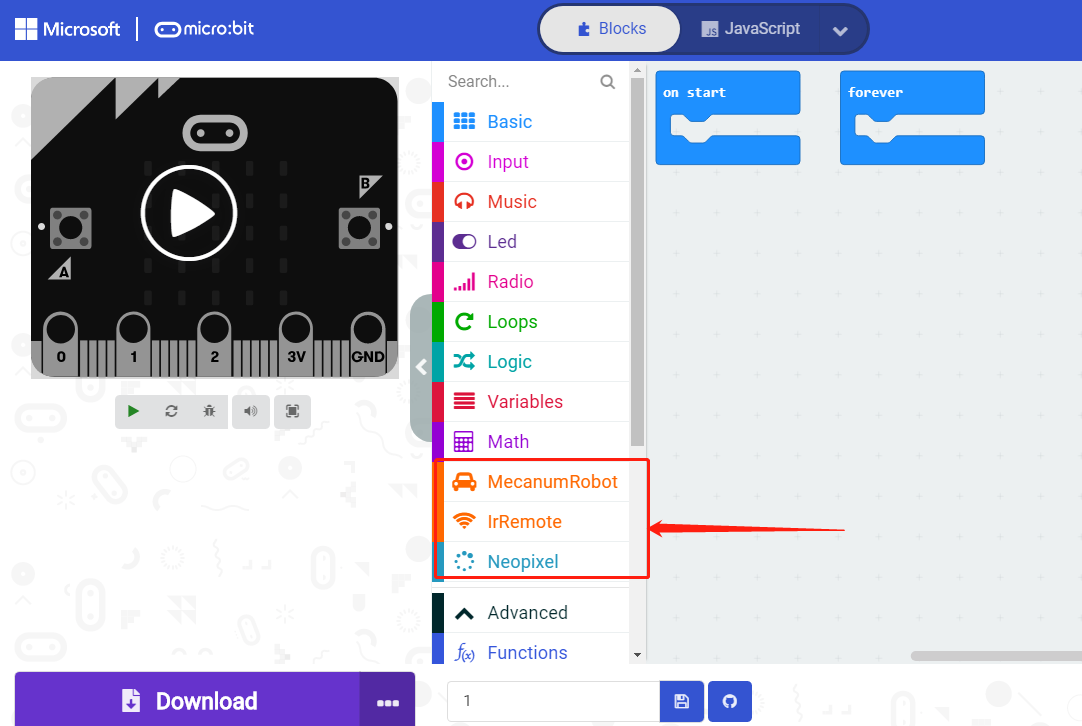 Microsoft | micro:bit
Blocks
JS JavaScript
Search...
Basic
Input
Music
Led
Radio
Loops
Logic
Variables
Math
MecanumRobot
IrRemote
Neopixel
Advanced
f(x) Functions
on start
forever
B
A
0 1 2 3V GND
Download
1